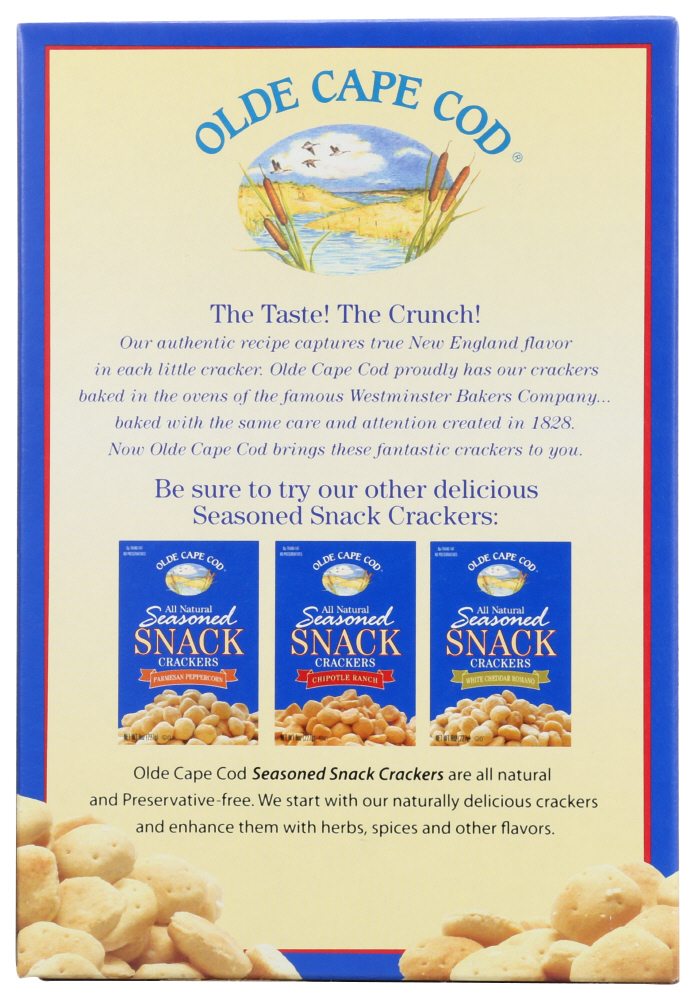 OLDE CAPE COD®
The Taste! The Crunch!
Our authentic recipe captures true New England flavor
in each little cracker. Olde Cape Cod proudly has our crackers
baked in the ovens of the famous Westminster Bakers Company...
baked with the same care and attention created in 1828.
Now Olde Cape Cod brings these fantastic crackers to you.
Be sure to try our other delicious
Seasoned Snack Crackers:
OLDE CAPE COD
All Natural
Seasoned
SNACK
CRACKERS
PARMESAN PEPPERCORN
OLDE CAPE COD
All Natural
Seasoned
SNACK
CRACKERS
CHIPOTLE RANCH
OLDE CAPE COD
All Natural
Seasoned
SNACK
CRACKERS
WHITE CHEDDAR ROMANO
Olde Cape Cod Seasoned Snack Crackers are all natural
and Preservative-free. We start with our naturally delicious crackers
and enhance them with herbs, spices and other flavors.